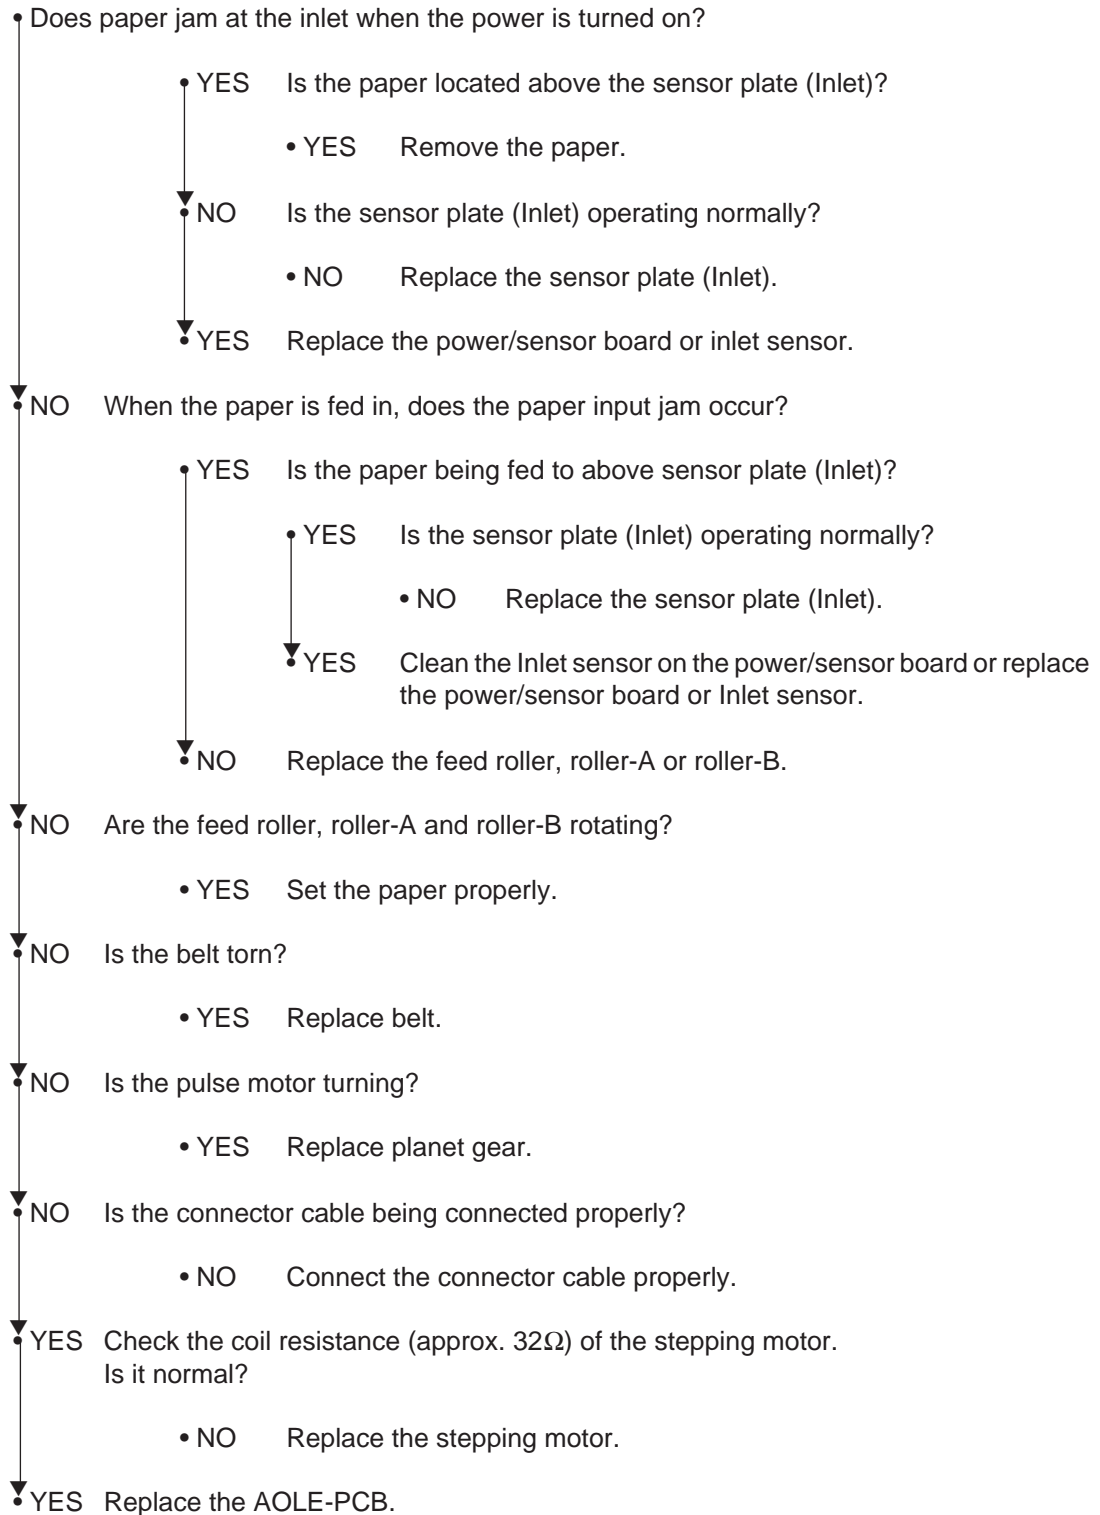 • Does paper jam at the inlet when the power is turned on?
• YES Is the paper located above the sensor plate (Inlet)?
• YES Remove the paper.
• NO Is the sensor plate (Inlet) operating normally?
• NO Replace the sensor plate (Inlet).
• YES Replace the power/sensor board or inlet sensor.
• NO When the paper is fed in, does the paper input jam occur?
• YES Is the paper being fed to above sensor plate (Inlet)?
• YES Is the sensor plate (Inlet) operating normally?
• NO Replace the sensor plate (Inlet).
• YES Clean the Inlet sensor on the power/sensor board or replace
the power/sensor board or Inlet sensor.
• NO Replace the feed roller, roller-A or roller-B.
• NO Are the feed roller, roller-A and roller-B rotating?
• YES Set the paper properly.
• NO Is the belt torn?
• YES Replace belt.
• NO Is the pulse motor turning?
• YES Replace planet gear.
• NO Is the connector cable being connected properly?
• NO Connect the connector cable properly.
• YES Check the coil resistance (approx. 32Ω) of the stepping motor.
Is it normal?
• NO Replace the stepping motor.
• YES Replace the AOLE-PCB.